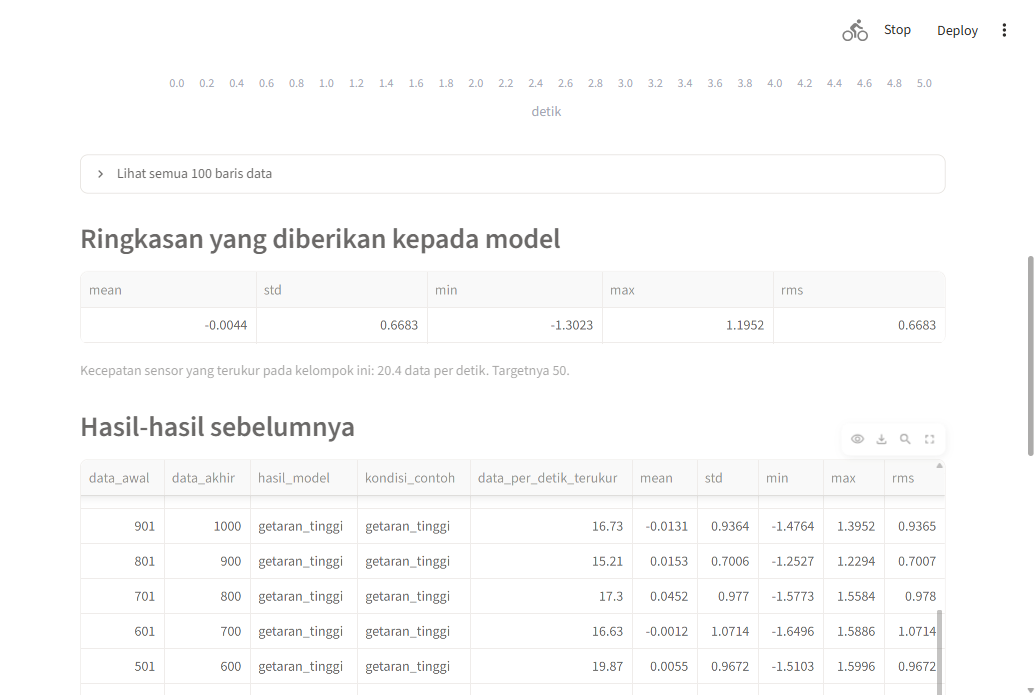 Stop Deploy
0.0 0.2 0.4 0.6 0.8 1.0 1.2 1.4 1.6 1.8 2.0 2.2 2.4 2.6 2.8 3.0 3.2 3.4 3.6 3.8 4.0 4.2 4.4 4.6 4.8 5.0
detik
Lihat semua 100 baris data
Ringkasan yang diberikan kepada model
mean std min max rms
-0.0044 0.6683 -1.3023 1.1952 0.6683
Kecepatan sensor yang terukur pada kelompok ini: 20.4 data per detik. Targetnya 50.
Hasil-hasil sebelumnya
data_awal data_akhir hasil_model kondisi_contoh data_per_detik_terukur mean std min max rms
901 1000 getaran_tinggi getaran_tinggi 16.73 -0.0131 0.9364 -1.4764 1.3952 0.9365
801 900 getaran_tinggi getaran_tinggi 15.21 0.0153 0.7006 -1.2527 1.2294 0.7007
701 800 getaran_tinggi getaran_tinggi 17.3 0.0452 0.977 -1.5773 1.5584 0.978
601 700 getaran_tinggi getaran_tinggi 16.63 -0.0012 1.0714 -1.6496 1.5886 1.0714
501 600 getaran_tinggi getaran_tinggi 19.87 0.0055 0.9672 -1.5103 1.5996 0.9672